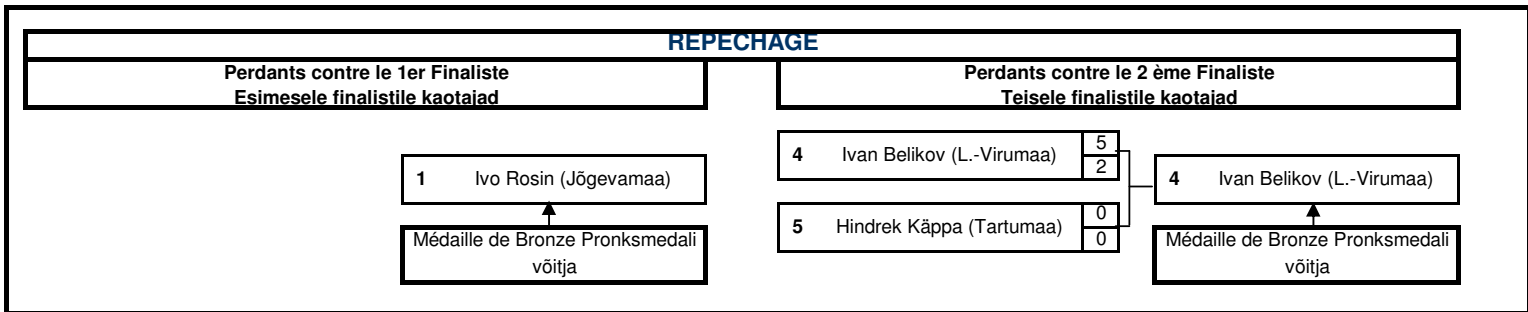 REPECHAGE
Perdants contre le 1er Finaliste
Esimesele finalistile kaotajad
Perdants contre le 2 ème Finaliste
Teisele finalistile kaotajad
1 Ivo Rosin (Jõgevamaa)
Médaille de Bronze Pronksmedali
võitja
4 Ivan Belikov (L.-Virumaa)
5
2
5 Hindrek Käppa (Tartumaa)
0
0
4 Ivan Belikov (L.-Virumaa)
Médaille de Bronze Pronksmedali
võitja